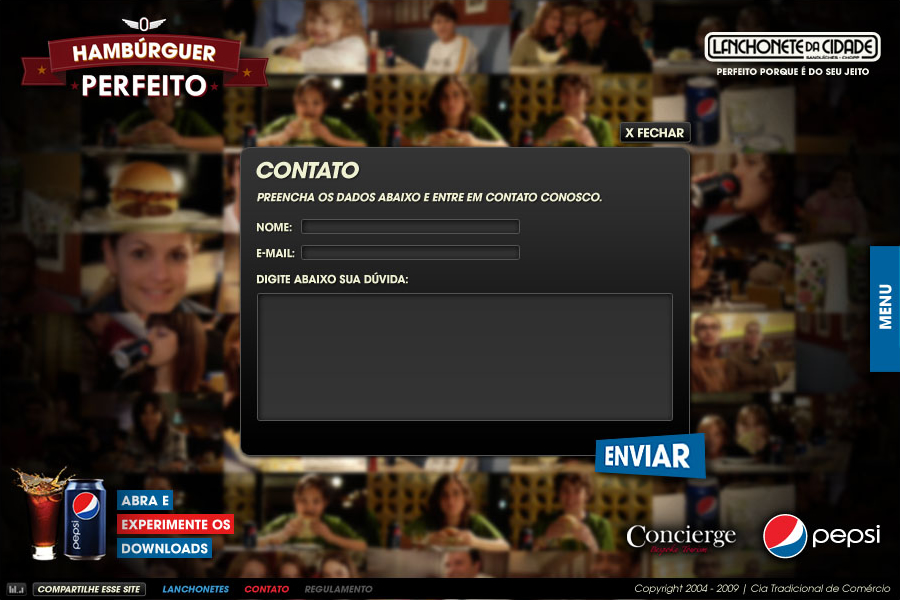 HAMBÚRGUER
PERFEITO
LANCHONETE DA CIDADE
SANDUÍCHES - CHOPP
PERFEITO PORQUE É DO SEU JEITO
X FECHAR
CONTATO
PREENCHA OS DADOS ABAIXO E ENTRE EM CONTATO CONOSCO.
NOME:
E-MAIL:
DIGITE ABAIXO SUA DÚVIDA:
MENU
ENVIAR
pepsi
ABRA E
EXPERIMENTE OS
DOWNLOADS
Concierge
pepsi
COMPARTILHE ESSE SITE
LANCHONETES
CONTATO
REGULAMENTO
Copyright 2004 - 2009 | Cia Tradicional de Comércio